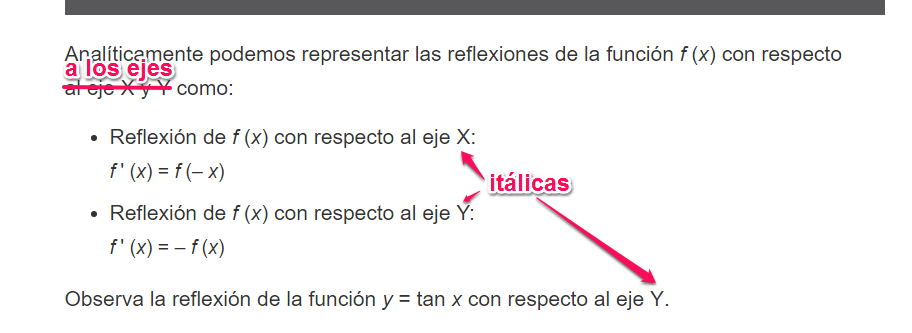 Analíticamente podemos representar las reflexiones de la función f (x) con respecto
a los ejes
al eje X y Y como:
• Reflexión de f (x) con respecto al eje X:
f ' (x) = f (– x)
itálicas
• Reflexión de f (x) con respecto al eje Y:
f ' (x) = – f (x)
Observa la reflexión de la función y = tan x con respecto al eje Y.